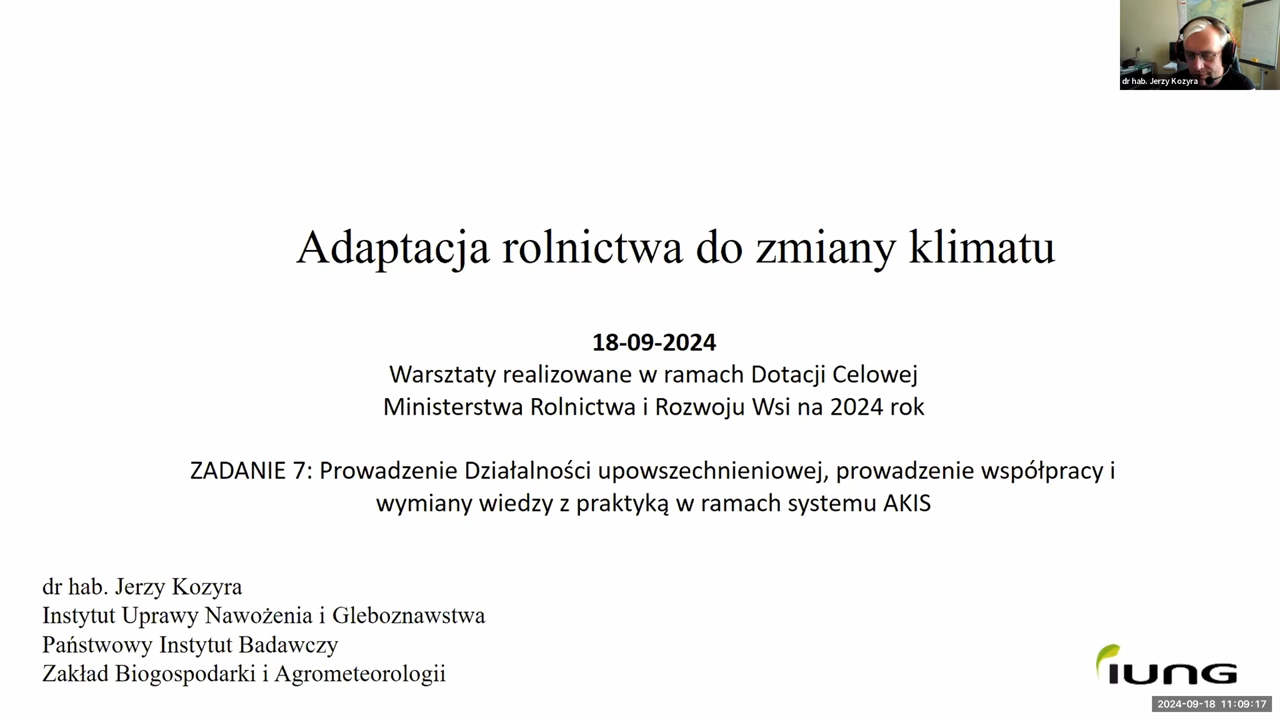 dr hab. Jerzy Kozyra
Adaptacja rolnictwa do zmiany klimatu
18-09-2024
Warsztaty realizowane w ramach Dotacji Celowej
Ministerstwa Rolnictwa i Rozwoju Wsi na 2024 rok
ZADANIE 7: Prowadzenie Działalności upowszechnieniowej, prowadzenie współpracy i
wymiany wiedzy z praktyką w ramach systemu AKIS
dr hab. Jerzy Kozyra
Instytut Uprawy Nawożenia i Gleboznawstwa
Państwowy Instytut Badawczy
Zakład Biogospodarki i Agrometeorologii
IUNG
2024-09-18 11:09:17